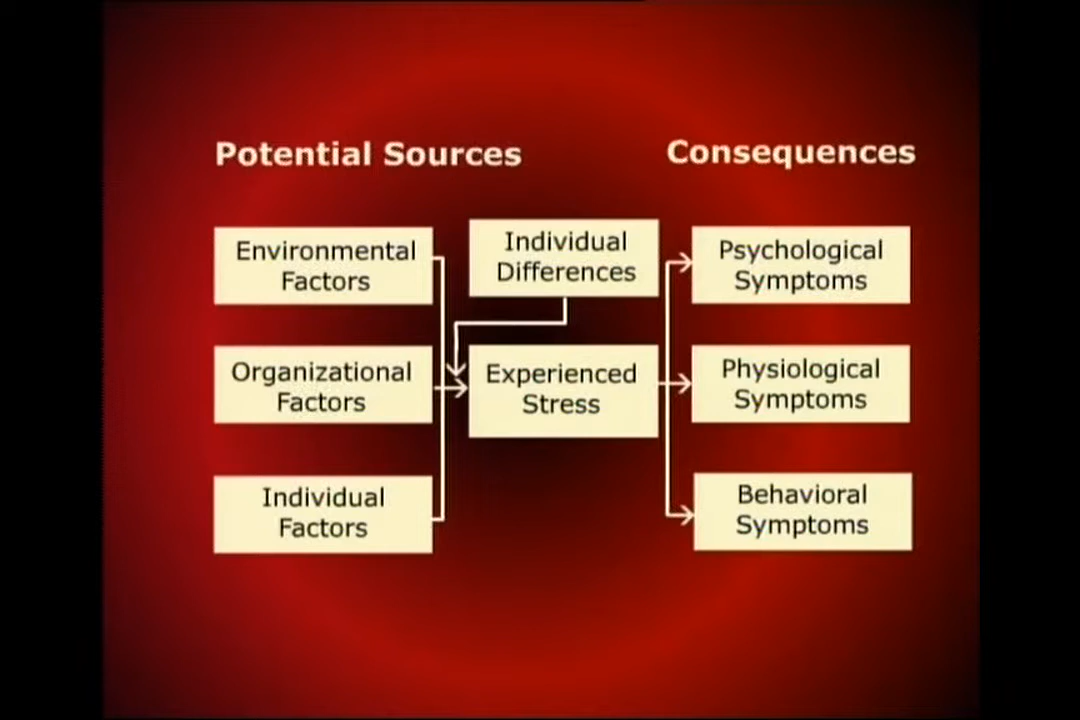 Potential Sources
Consequences
Environmental
Factors
Individual
Differences
Psychological
Symptoms
Organizational
Factors
Experienced
Stress
Physiological
Symptoms
Individual
Factors
Behavioral
Symptoms